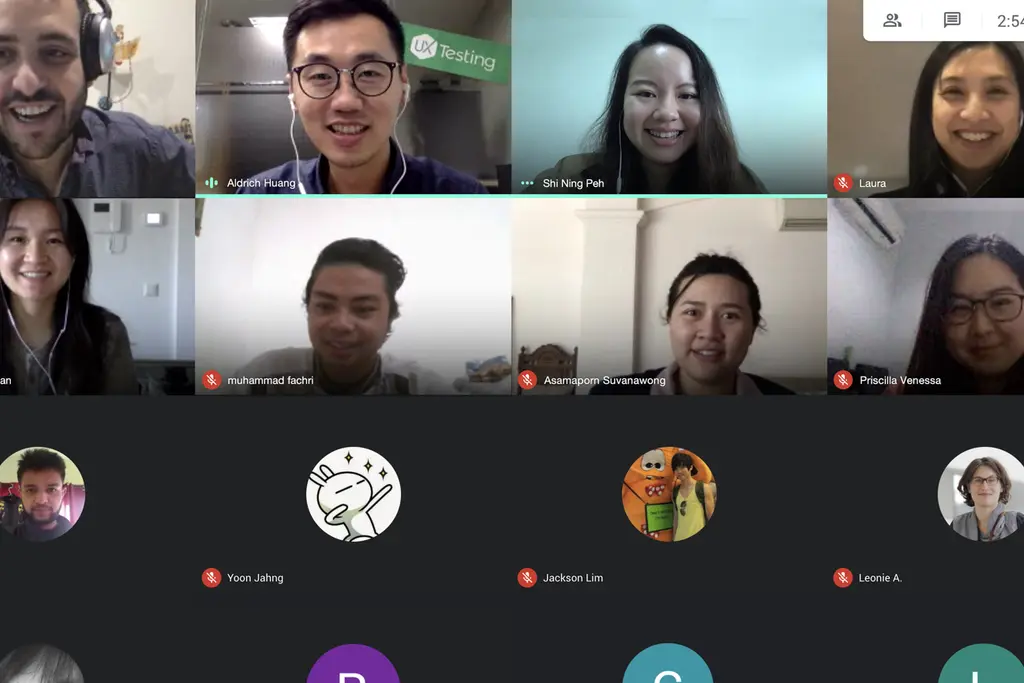 2:54
UX Testing
Aldrich Huang
Shi Ning Peh
Laura
an
muhammad fachri
Asamaporn Suvanawong
Priscilla Venessa
Yoon Jahng
Jackson Lim
Leonie A.